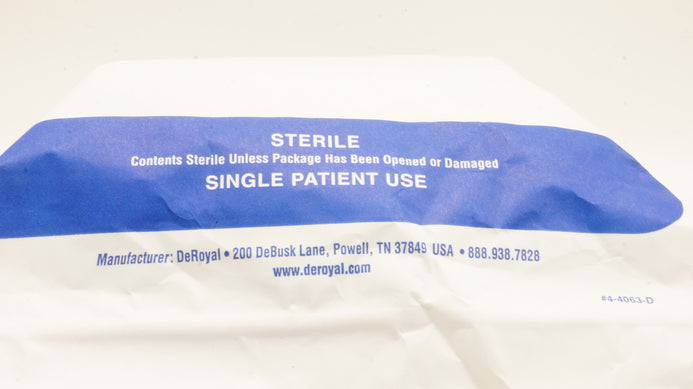 STERILE
Contents Sterile Unless Package Has Been Opened or Damaged
SINGLE PATIENT USE
Manufacturer: DeRoyal • 200 DeBusk Lane, Powell, TN 37849 USA • 888.938.7828
www.deroyal.com
#4-4063-D